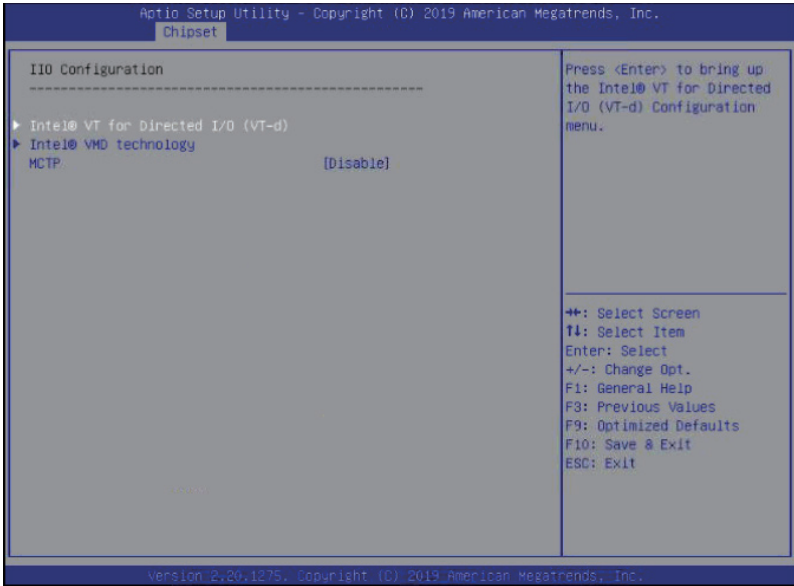 Aptio Setup Utility - Copyright (C) 2019 American Megatrends, Inc.
Chipset
IIO Configuration
--------------------------------------------------
Intel® VT for Directed I/O (VT-d)
Intel® VMD technology
MCTP [Disable]
Press <Enter> to bring up
the Intel® VT for Directed
I/O (VT-d) Configuration
menu.
→←: Select Screen
↑↓: Select Item
Enter: Select
+/-: Change Opt.
F1: General Help
F3: Previous Values
F9: Optimized Defaults
F10: Save & Exit
ESC: Exit
Version 2.20.1275. Copyright (C) 2019 American Megatrends, Inc.